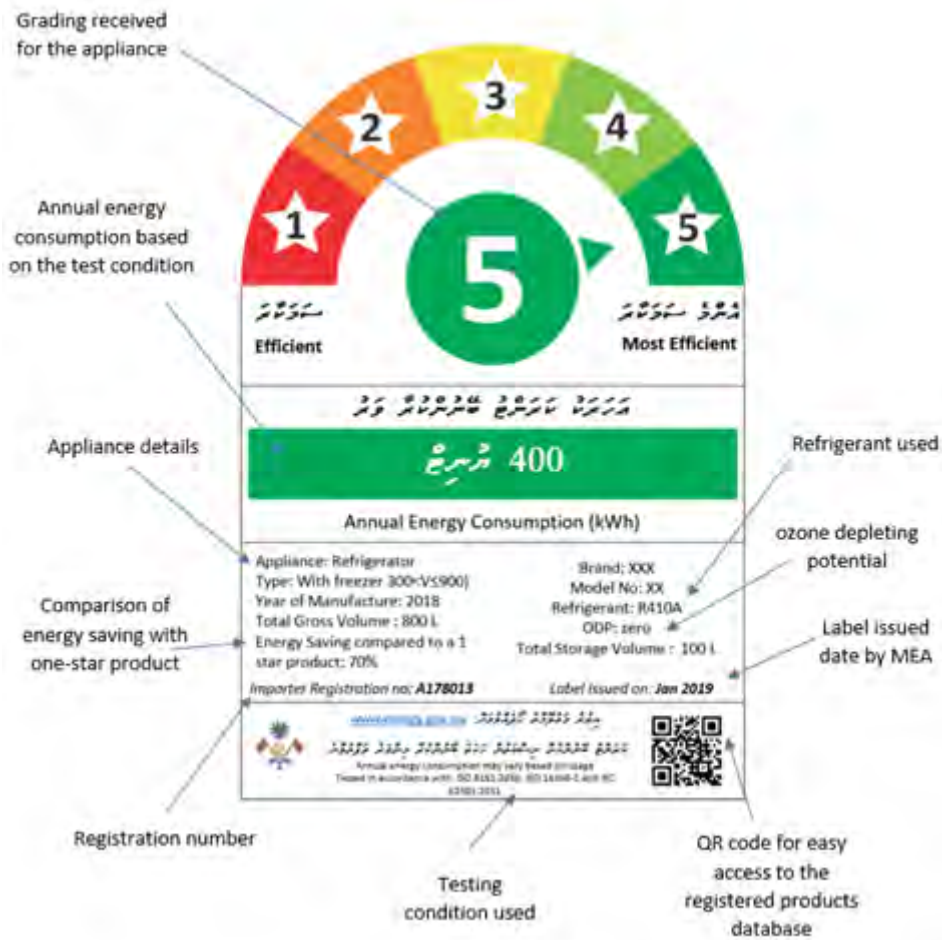 Grading received
for the appliance
1
2
3
4
5
5
Annual energy
consumption based
on the test condition
ސަމަކާރަ
Efficient
އެންމެ ސަމަކާރަ
Most Efficient
އަހަރަކު ކަރަންޓު ބޭނުންކުރާ ވަރު
400 ޔުނިޓް
Annual Energy Consumption (kWh)
Appliance details
Refrigerant used
ozone depleting
potential
Comparison of
energy saving with
one-star product
Label issued
date by MEA
Appliance: Refrigerator
Type: With freezer 300<V≤900)
Year of Manufacture: 2018
Total Gross Volume : 800 L
Energy Saving compared to a 1
star product: 70%
Importer Registration no: A178013
Brand: XXX
Model No: XX
Refrigerant: R410A
ODP: zero
Total Storage Volume : 100 L
Label Issued on: Jan 2019
Annual energy consumption may vary based on usage
Tested in accordance with
Registration number
Testing
condition used
QR code for easy
access to the
registered products
database